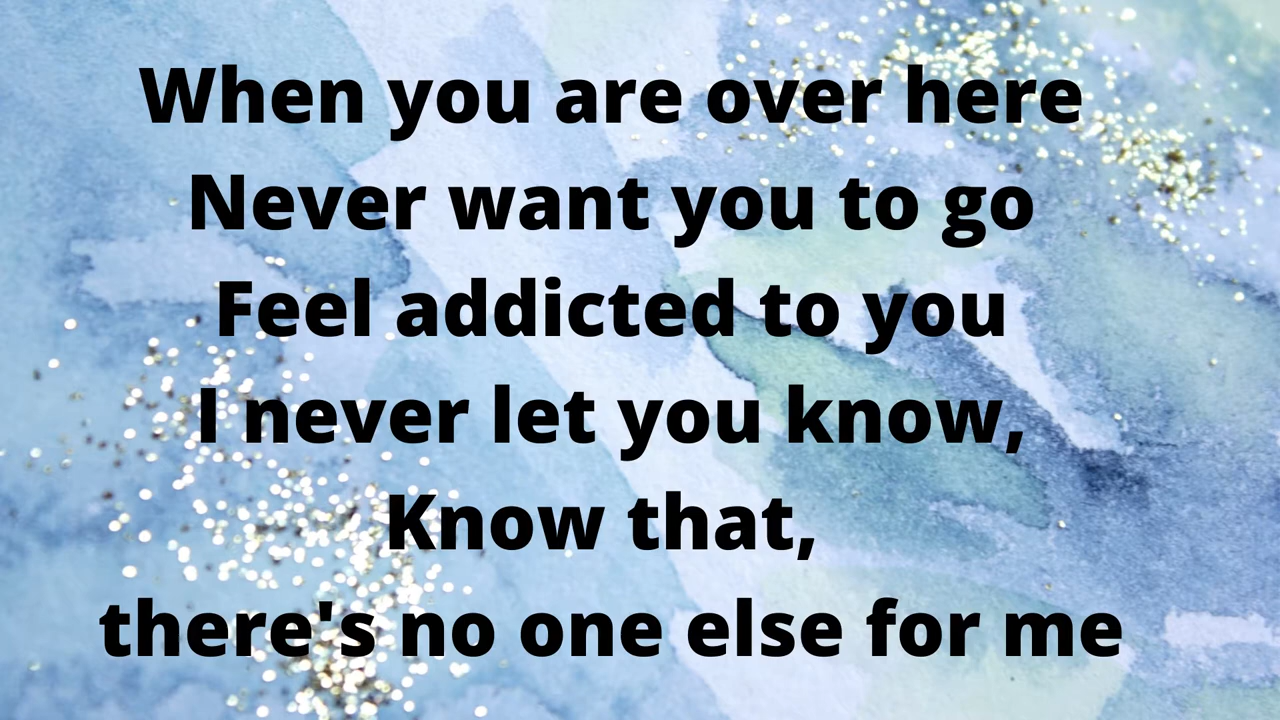 When you are over here
Never want you to go
Feel addicted to you
I never let you know,
Know that,
there's no one else for me